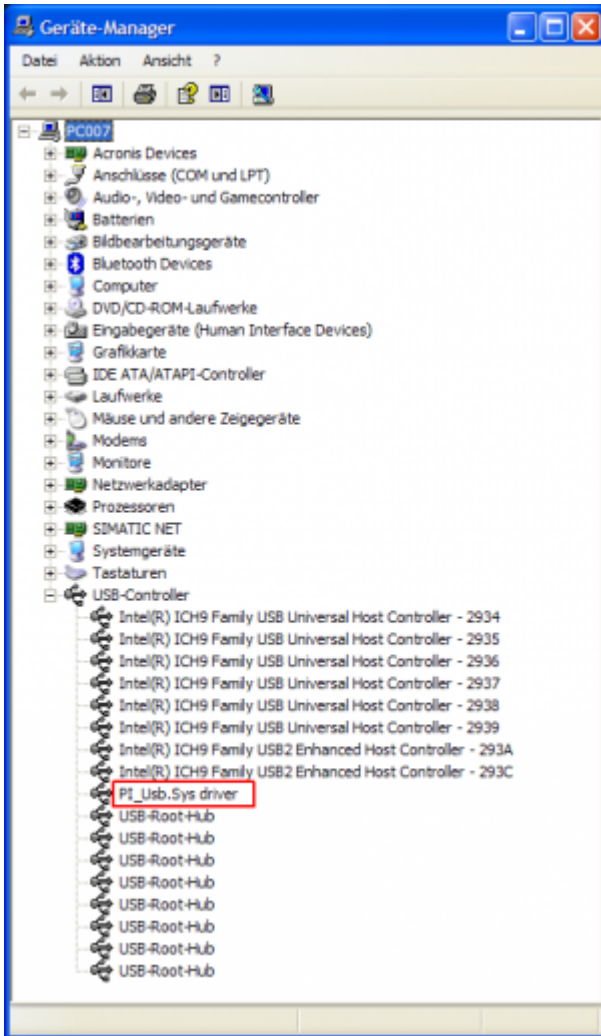 Geräte-Manager
Datei Aktion Ansicht ?
PC007
Acronis Devices
Anschlüsse (COM und LPT)
Audio-, Video- und Gamecontroller
Batterien
Bildbearbeitungsgeräte
Bluetooth Devices
Computer
DVD/CD-ROM-Laufwerke
Eingabegeräte (Human Interface Devices)
Grafikkarte
IDE ATA/ATAPI-Controller
Laufwerke
Mäuse und andere Zeigegeräte
Modems
Monitore
Netzwerkadapter
Prozessoren
SIMATIC NET
Systemgeräte
Tastaturen
USB-Controller
Intel(R) ICH9 Family USB Universal Host Controller - 2934
Intel(R) ICH9 Family USB Universal Host Controller - 2935
Intel(R) ICH9 Family USB Universal Host Controller - 2936
Intel(R) ICH9 Family USB Universal Host Controller - 2937
Intel(R) ICH9 Family USB Universal Host Controller - 2938
Intel(R) ICH9 Family USB Universal Host Controller - 2939
Intel(R) ICH9 Family USB2 Enhanced Host Controller - 293A
Intel(R) ICH9 Family USB2 Enhanced Host Controller - 293C
PI_Usb.Sys driver
USB-Root-Hub
USB-Root-Hub
USB-Root-Hub
USB-Root-Hub
USB-Root-Hub
USB-Root-Hub
USB-Root-Hub
USB-Root-Hub